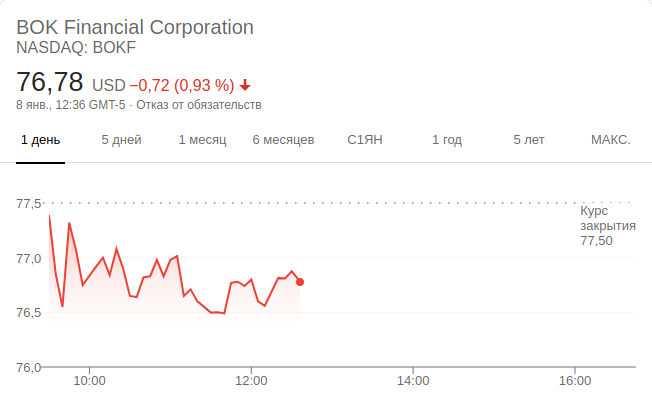 BOK Financial Corporation
NASDAQ: BOKF
76,78 USD −0,72 (0,93 %)
8 янв., 12:36 GMT-5 · Отказ от обязательств
1 день 5 дней 1 месяц 6 месяцев С1ЯН 1 год 5 лет МАКС.
77,5
Курс
закрытия
77,50
77,0
76,5
76,0
10:00 12:00 14:00 16:00